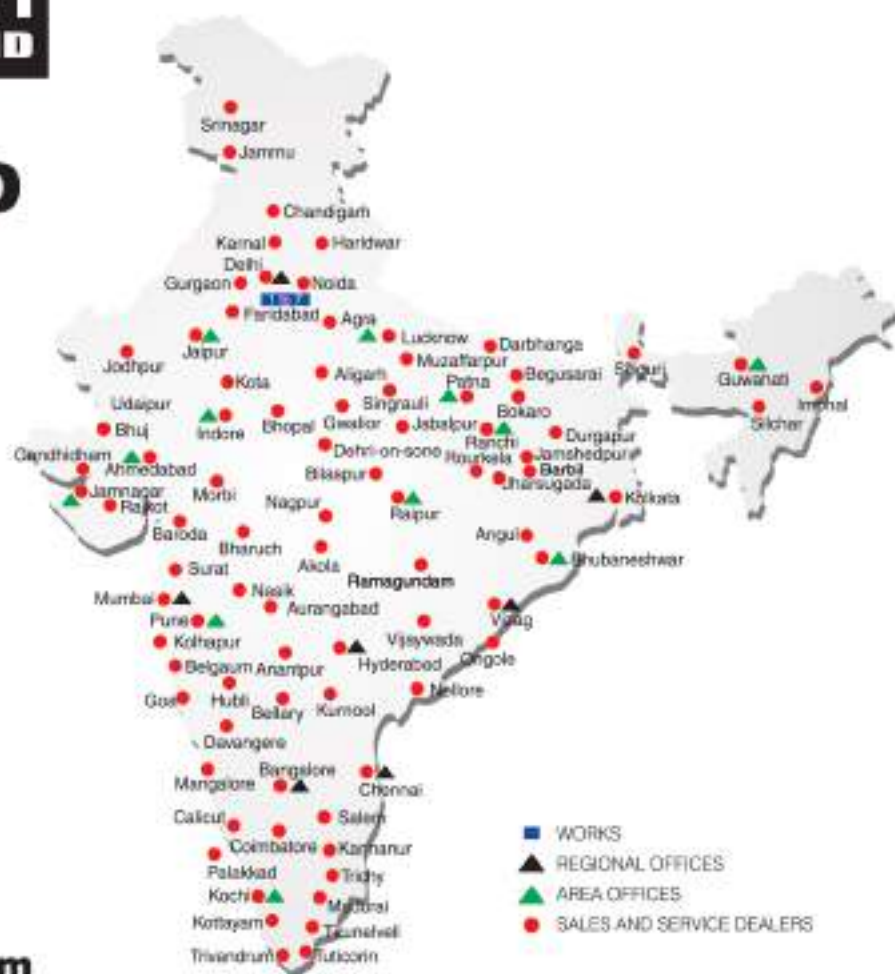 D
Srinagar
Jammu
Chandigarh
Karnal
Haridwar
Delhi
Gurgaon
Noida
Faridabad
Agra
Jaipur
Lucknow
Darbhanga
Jodhpur
Muzaffarpur
Siliguri
Guwahati
Kota
Aligarh
Patna
Begusarai
Imphal
Udaipur
Singrauli
Bokaro
Silchar
Bhuj
Indore
Bhopal
Gwalior
Jabalpur
Ranchi
Durgapur
Gandhidham
Ahmedabad
Dehri-on-sone
Rourkela
Jamshedpur
Barbil
Bilaspur
Jharsugada
Jamnagar
Morbi
Kolkata
Rajkot
Nagpur
Raipur
Baroda
Bharuch
Angul
Akola
Bhubaneshwar
Surat
Ramagundam
Mumbai
Nasik
Aurangabad
Pune
Vizag
Kolhapur
Vijaywada
Belgaum
Anantpur
Hyderabad
Ongole
Goa
Hubli
Nellore
Bellary
Kurnool
Davangere
Mangalore
Bangalore
Chennai
Calicut
Salem
Coimbatore
Kannanur
Palakkad
Trichy
Kochi
Madurai
Kottayam
Tirunelveli
Trivandrum
Tuticorin
WORKS
REGIONAL OFFICES
AREA OFFICES
SALES AND SERVICE DEALERS
m